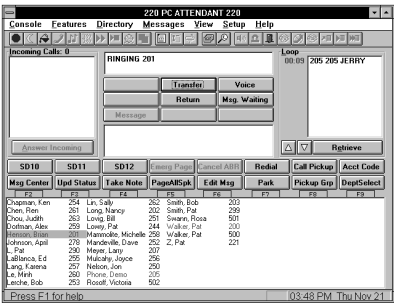 220 PC ATTENDANT 220
Console Features Directory Messages View Setup Help
Incoming Calls: 0
RINGING 201
Loop
00:09 205 205 JERRY
Transfer Voice
Return Msg. Waiting
Message
Answer Incoming
Retrieve
SD10 SD11 SD12 Emerg Page Cancel ABR Redial Call Pickup Acct Code
Msg Center Upd Status Take Note PageAllSpk Edit Msg Park Pickup Grp DeptSelect
F2 F3 F4 F5 F6 F7 F8 F9
Chapman, Ken 254 Lin, Sally 262 Smith, Bob 203
Chen, Ren 261 Long, Nancy 202 Smith, Pat 299
Chou, Judith 263 Lovig, Bill 251 Swann, Rosa 501
Dorfman, Alex 259 Lowry, Pat 244 Walker, Pat 200
Henson, Brian 201 Mammolite, Michelle 258 Walker, Pat 500
Johnson, April 278 Mandeville, Dave 252 Z, Pat 221
L, Pat 290 Meyer, Larry 207
LaBlanca, Ed 255 Mulcahy, Joyce 256
Lang, Karena 257 Nelson, Jon 250
Le, Minh 260 Phone, Demo 205
Lerche, Bob 253 Rosoff, Victoria 502
Press F1 for help 03:48 PM Thu Nov 21